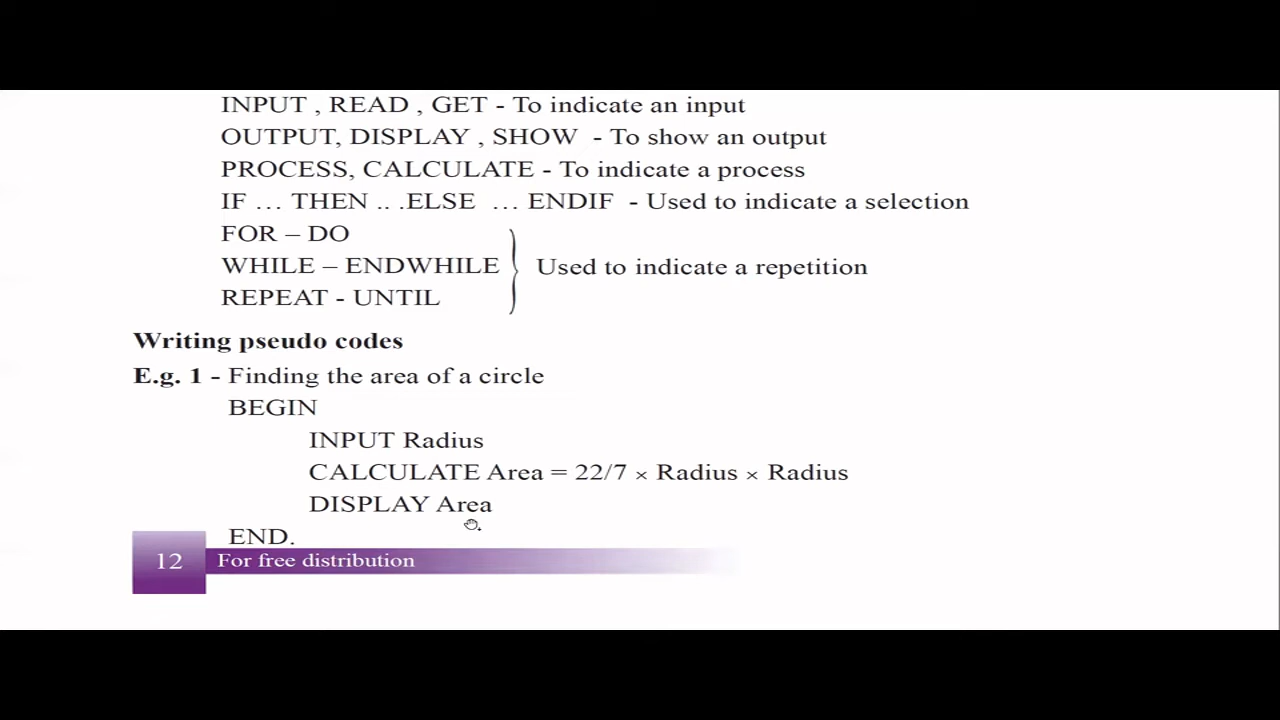 INPUT , READ , GET - To indicate an input
OUTPUT, DISPLAY , SHOW - To show an output
PROCESS, CALCULATE - To indicate a process
IF … THEN .. .ELSE … ENDIF - Used to indicate a selection
FOR – DO
WHILE – ENDWHILE
REPEAT - UNTIL
Used to indicate a repetition
Writing pseudo codes
E.g. 1 - Finding the area of a circle
BEGIN
INPUT Radius
CALCULATE Area = 22/7 × Radius × Radius
DISPLAY Area
END.
12 For free distribution